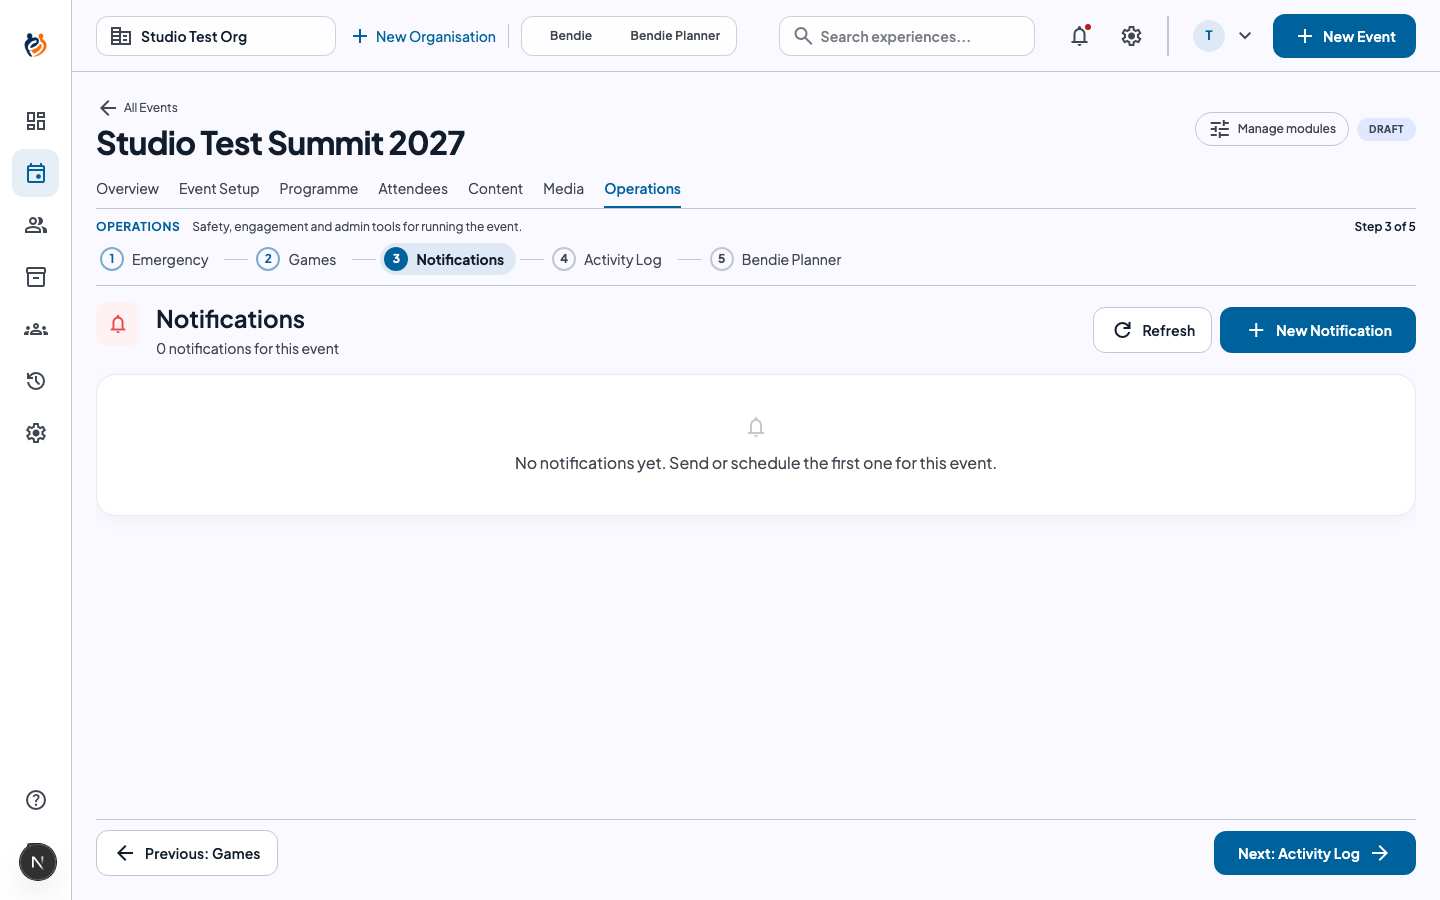 Studio Test Org
New Organisation
Bendie
Bendie Planner
Search experiences...
T
New Event
All Events
Studio Test Summit 2027
Manage modules
DRAFT
Overview
Event Setup
Programme
Attendees
Content
Media
Operations
OPERATIONS
Safety, engagement and admin tools for running the event.
Step 3 of 5
1 Emergency
2 Games
3 Notifications
4 Activity Log
5 Bendie Planner
Notifications
0 notifications for this event
Refresh
New Notification
No notifications yet. Send or schedule the first one for this event.
N
Previous: Games
Next: Activity Log